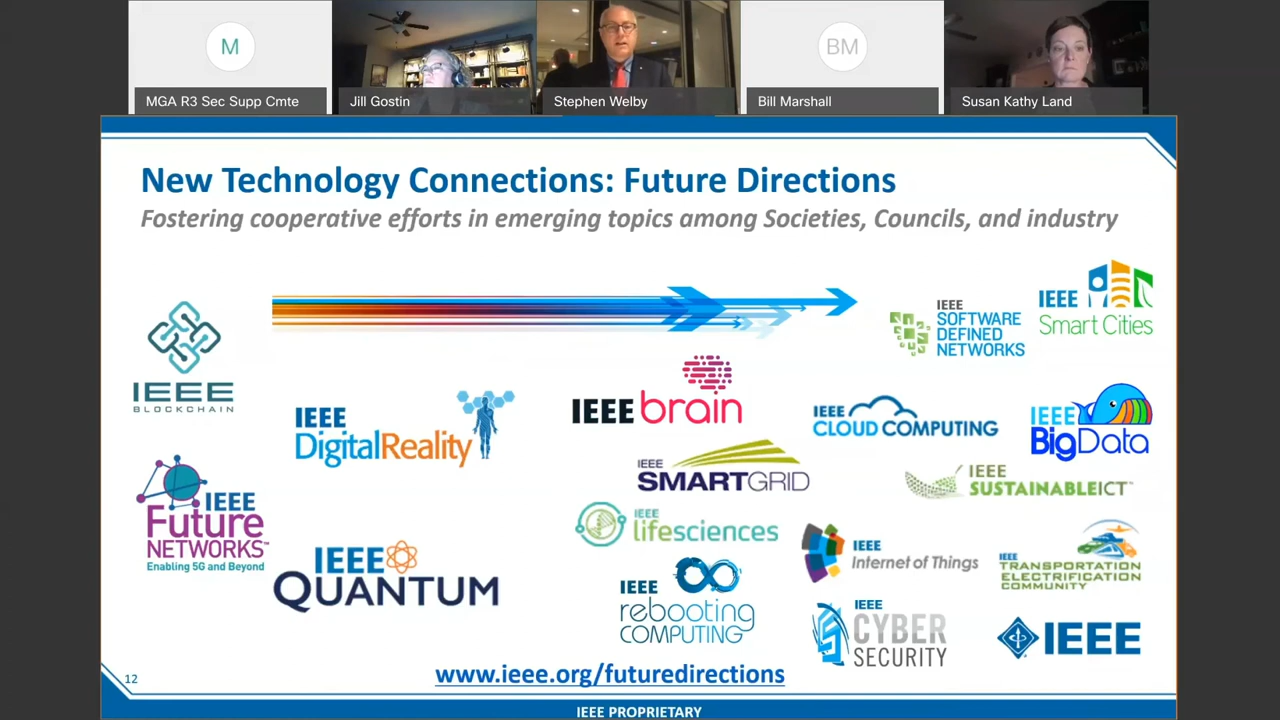 M
MGA R3 Sec Supp Cmte
Jill Gostin
Stephen Welby
BM
Bill Marshall
Susan Kathy Land
New Technology Connections: Future Directions
Fostering cooperative efforts in emerging topics among Societies, Councils, and industry
IEEE
BLOCKCHAIN
IEEE
DigitalReality
IEEE brain
IEEE
SOFTWARE
DEFINED
NETWORKS
IEEE
Smart Cities
IEEE
CLOUD COMPUTING
IEEE
BigData
IEEE
SMARTGRID
IEEE
SUSTAINABLEICT™
IEEE
Future
NETWORKS™
Enabling 5G and Beyond
IEEE
QUANTUM
IEEE
lifesciences
IEEE
rebooting
COMPUTING™
IEEE
Internet of Things
IEEE
TRANSPORTATION
ELECTRIFICATION
COMMUNITY
IEEE
CYBER
SECURITY
IEEE
www.ieee.org/futuredirections
12
IEEE PROPRIETARY